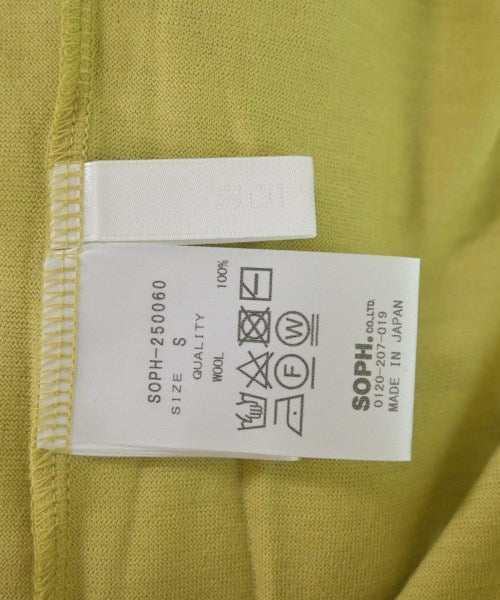 SOPH-250060
SIZE S
QUALITY
WOOL 100%
W
F
SOPH. CO.,LTD.
0120-207-019
MADE IN JAPAN